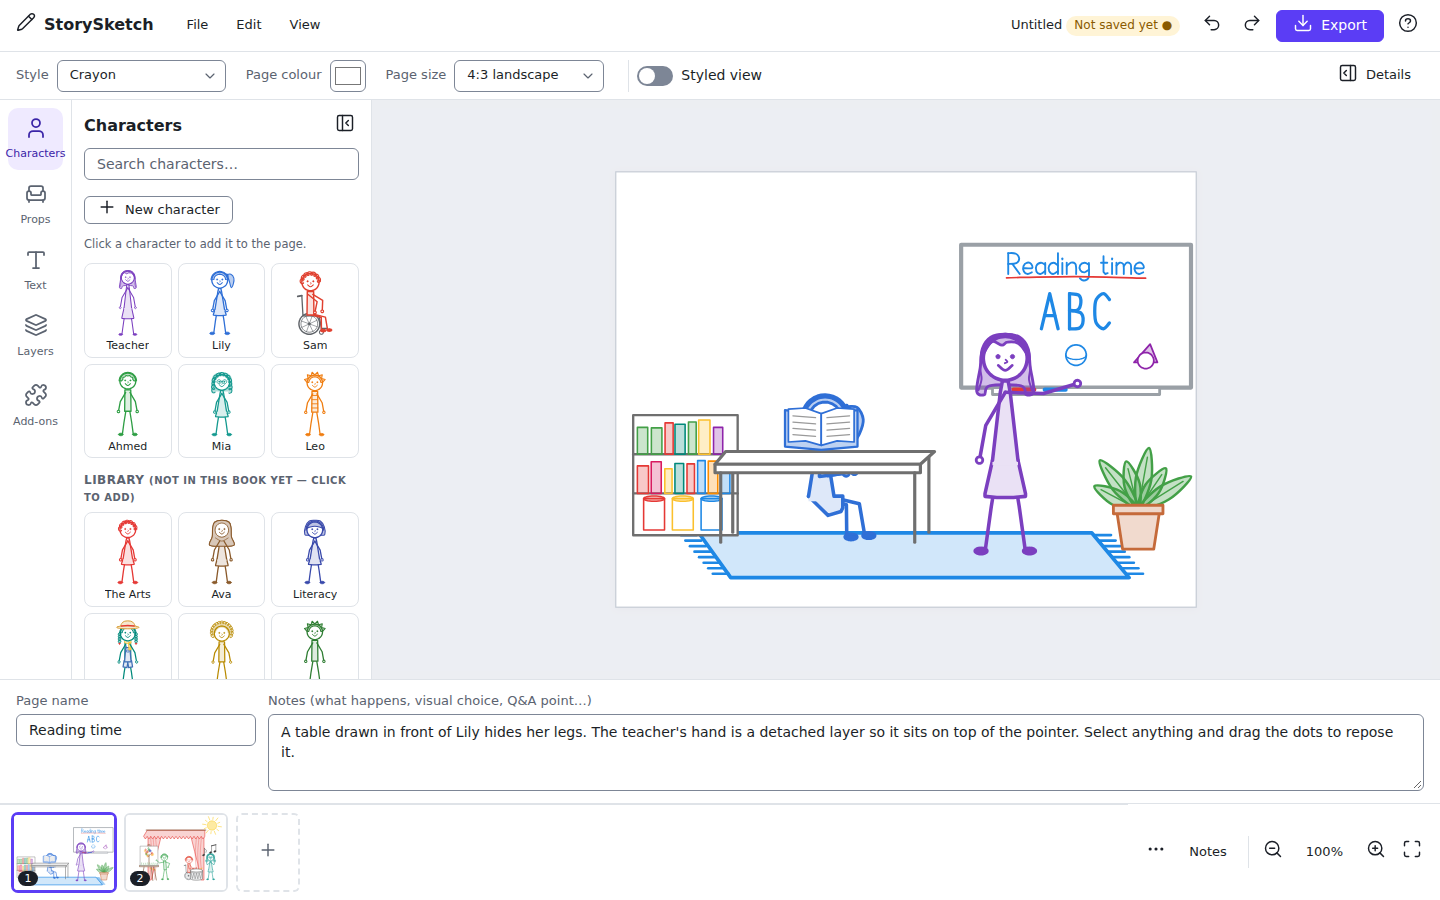 StorySketch
File Edit View
Untitled Not saved yet
Export
Style Crayon Page colour Page size 4:3 landscape Styled view Details
Characters
Props
Text
Layers
Add-ons
Characters
Search characters...
New character
Click a character to add it to the page.
Teacher Lily Sam
Ahmed Mia Leo
LIBRARY (NOT IN THIS BOOK YET — CLICK
TO ADD)
The Arts Ava Literacy
Reading time
ABC
Page name
Reading time
Notes (what happens, visual choice, Q&A point...)
A table drawn in front of Lily hides her legs. The teacher's hand is a detached layer so it sits on top of the pointer. Select anything and drag the dots to repose
it.
Reading time
ABC
1 2
Notes 100%